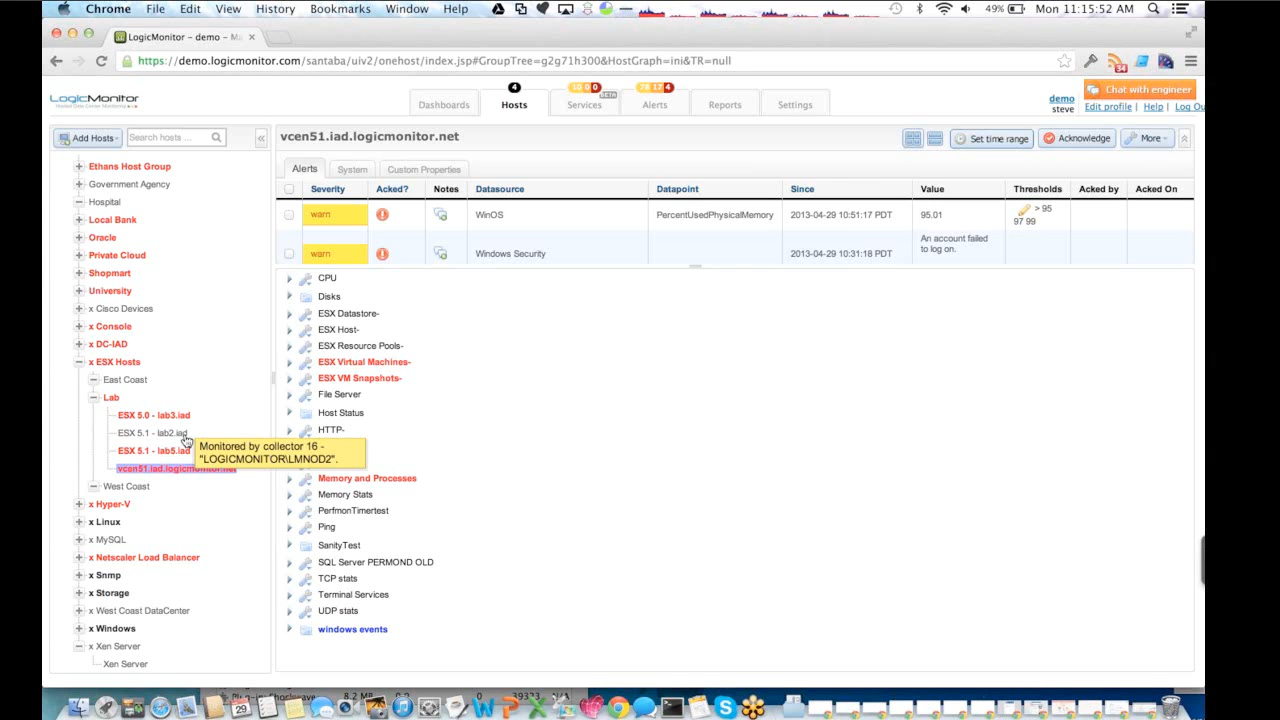 Chrome File Edit View History Bookmarks Window Help 49% Mon 11:15:52 AM
LogicMonitor – demo – Ma
https://demo.logicmonitor.com/santaba/uiv2/onehost/index.jsp#GroupTree=g2g71h300&HostGraph=ini&TR=null
LogicMonitor
Dashboards
4 Hosts
Services BETA
Alerts
Reports
Settings
Chat with engineer
demo
steve
Edit profile | Help | Log Ou
Add Hosts
Search hosts ...
vcen51.iad.logicmonitor.net
Set time range
Acknowledge
More
Alerts System Custom Properties
Severity Acked? Notes Datasource Datapoint Since Value Thresholds Acked by Acked On
warn WinOS PercentUsedPhysicalMemory 2013-04-29 10:51:17 PDT 95.01 > 95
97 99
warn Windows Security 2013-04-29 10:31:18 PDT An account failed
to log on.
Ethans Host Group
Government Agency
Hospital
Local Bank
Oracle
Private Cloud
Shopmart
University
x Cisco Devices
x Console
x DC-IAD
x ESX Hosts
East Coast
Lab
ESX 5.0 - lab3.iad
ESX 5.1 - lab2.iad
ESX 5.1 - lab5.iad
vcen51.iad.logicmonitor.net
West Coast
x Hyper-V
x Linux
x MySQL
x Netscaler Load Balancer
x Snmp
x Storage
x West Coast DataCenter
x Windows
x Xen Server
Xen Server
Monitored by collector 16 -
"LOGICMONITOR\LMNOD2".
CPU
Disks
ESX Datastore-
ESX Host-
ESX Resource Pools-
ESX Virtual Machines-
ESX VM Snapshots-
File Server
Host Status
HTTP-
Memory and Processes
Memory Stats
PerfmonTimertest
Ping
SanityTest
SQL Server PERMOND OLD
TCP stats
Terminal Services
UDP stats
windows events